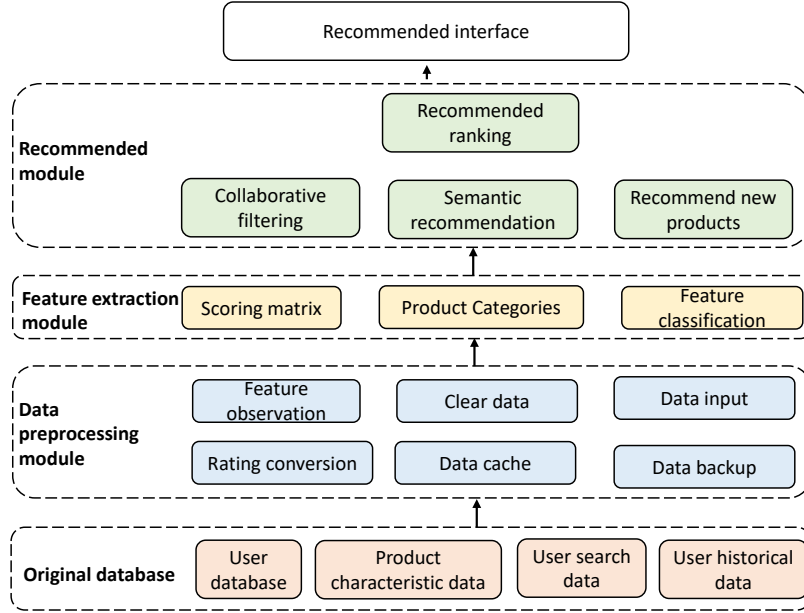 Recommended interface
Recommended
ranking
Recommended
module
Collaborative
filtering
Semantic
recommendation
Recommend new
products
Feature extraction
module
Scoring matrix
Product Categories
Feature
classification
Data
preprocessing
module
Feature
observation
Clear data
Data input
Rating conversion
Data cache
Data backup
Original database
User
database
Product
characteristic data
User search
data
User historical
data